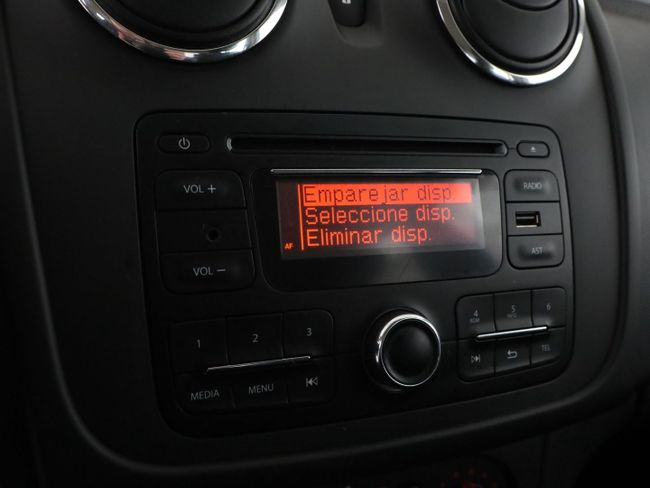 VOL +
VOL −
Emparejar disp.
Seleccione disp.
Eliminar disp.
AF
RADIO
AST
1
2
3
MEDIA
MENU
4
5
6
TEL